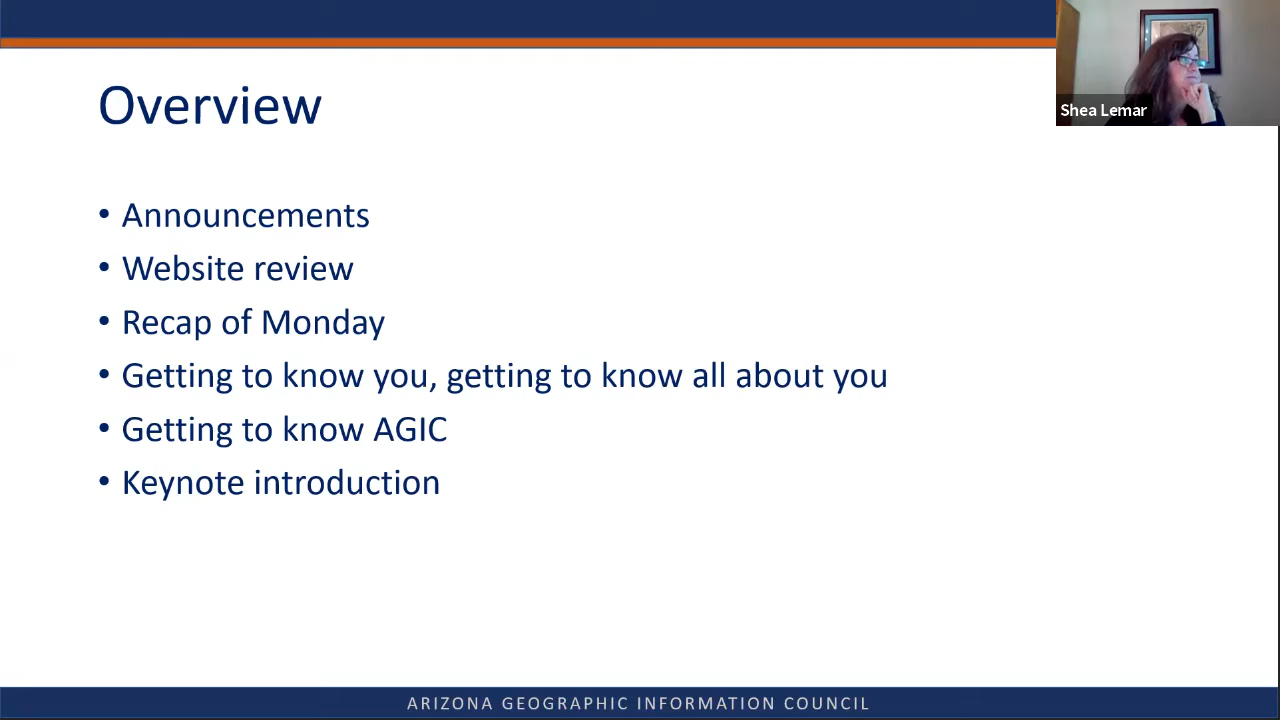 Overview
Shea Lemar
• Announcements
• Website review
• Recap of Monday
• Getting to know you, getting to know all about you
• Getting to know AGIC
• Keynote introduction
ARIZONA GEOGRAPHIC INFORMATION COUNCIL